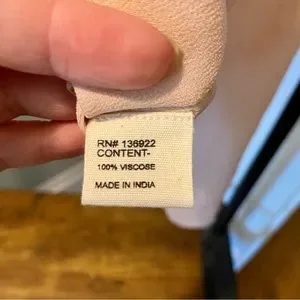 RN# 136922
CONTENT-
100% VISCOSE
MADE IN INDIA